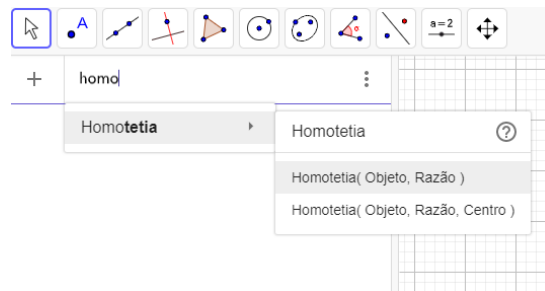 A
a=2
homo
Homotetia
Homotetia
Homotetia( Objeto, Razão )
Homotetia( Objeto, Razão, Centro )